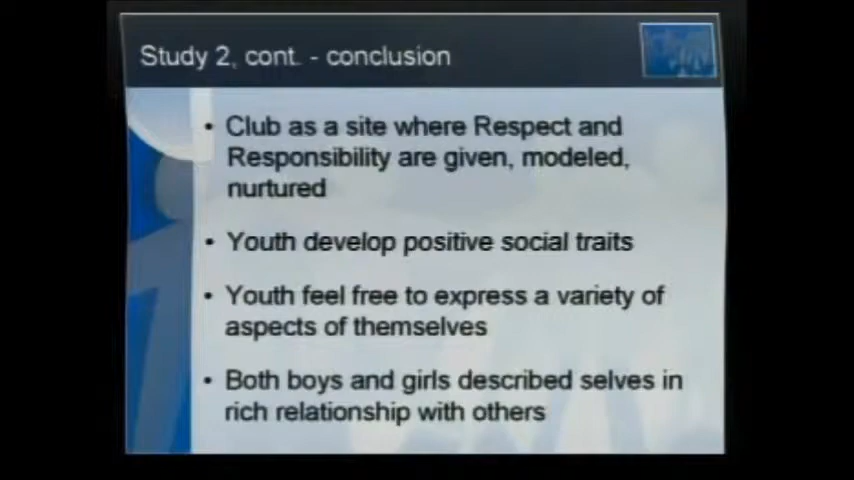 Study 2, cont. - conclusion
• Club as a site where Respect and
Responsibility are given, modeled,
nurtured
• Youth develop positive social traits
• Youth feel free to express a variety of
aspects of themselves
• Both boys and girls described selves in
rich relationship with others